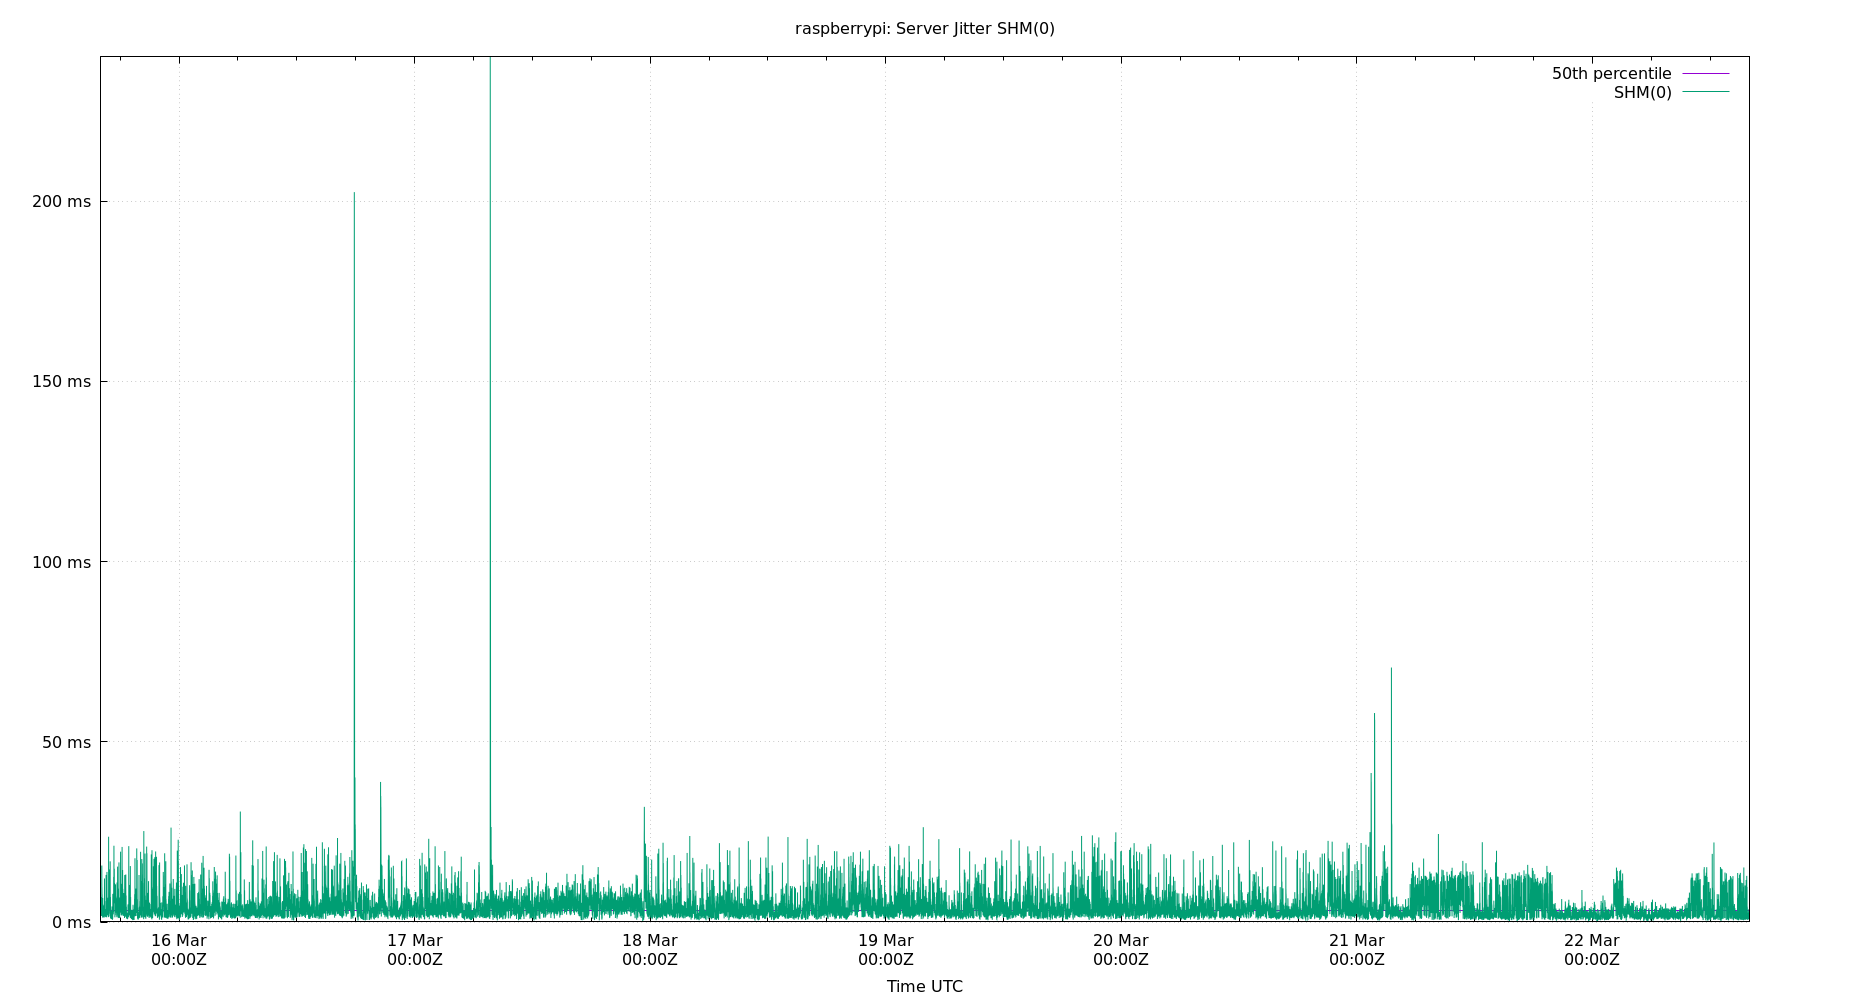 raspberrypi: Server Jitter SHM(0)
50th percentile
SHM(0)
200 ms
150 ms
100 ms
50 ms
0 ms
16 Mar 17 Mar 18 Mar 19 Mar 20 Mar 21 Mar 22 Mar
00:00Z 00:00Z 00:00Z 00:00Z 00:00Z 00:00Z 00:00Z
Time UTC